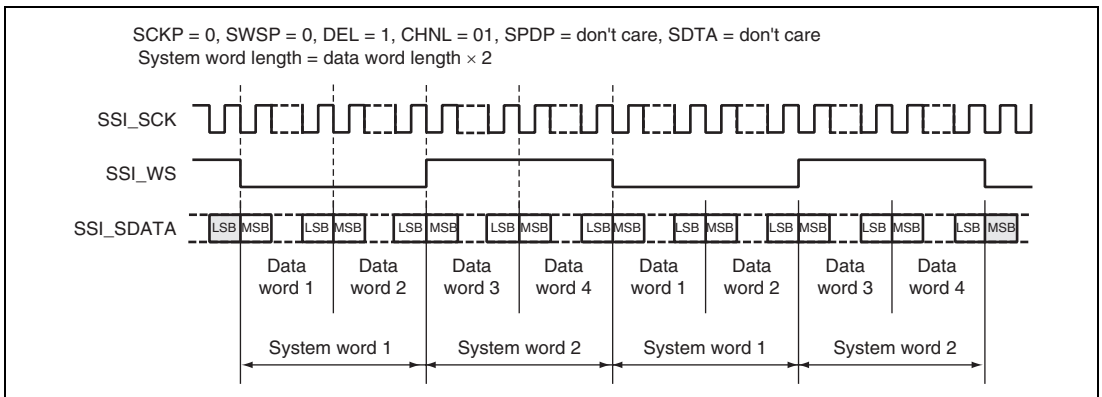 SCKP = 0, SWSP = 0, DEL = 1, CHNL = 01, SPDP = don't care, SDTA = don't care
System word length = data word length × 2
SSI_SCK
SSI_WS
SSI_SDATA
LSB MSB LSB MSB LSB MSB LSB MSB LSB MSB LSB MSB LSB MSB LSB MSB LSB MSB
Data word 1
Data word 2
Data word 3
Data word 4
Data word 1
Data word 2
Data word 3
Data word 4
System word 1
System word 2
System word 1
System word 2